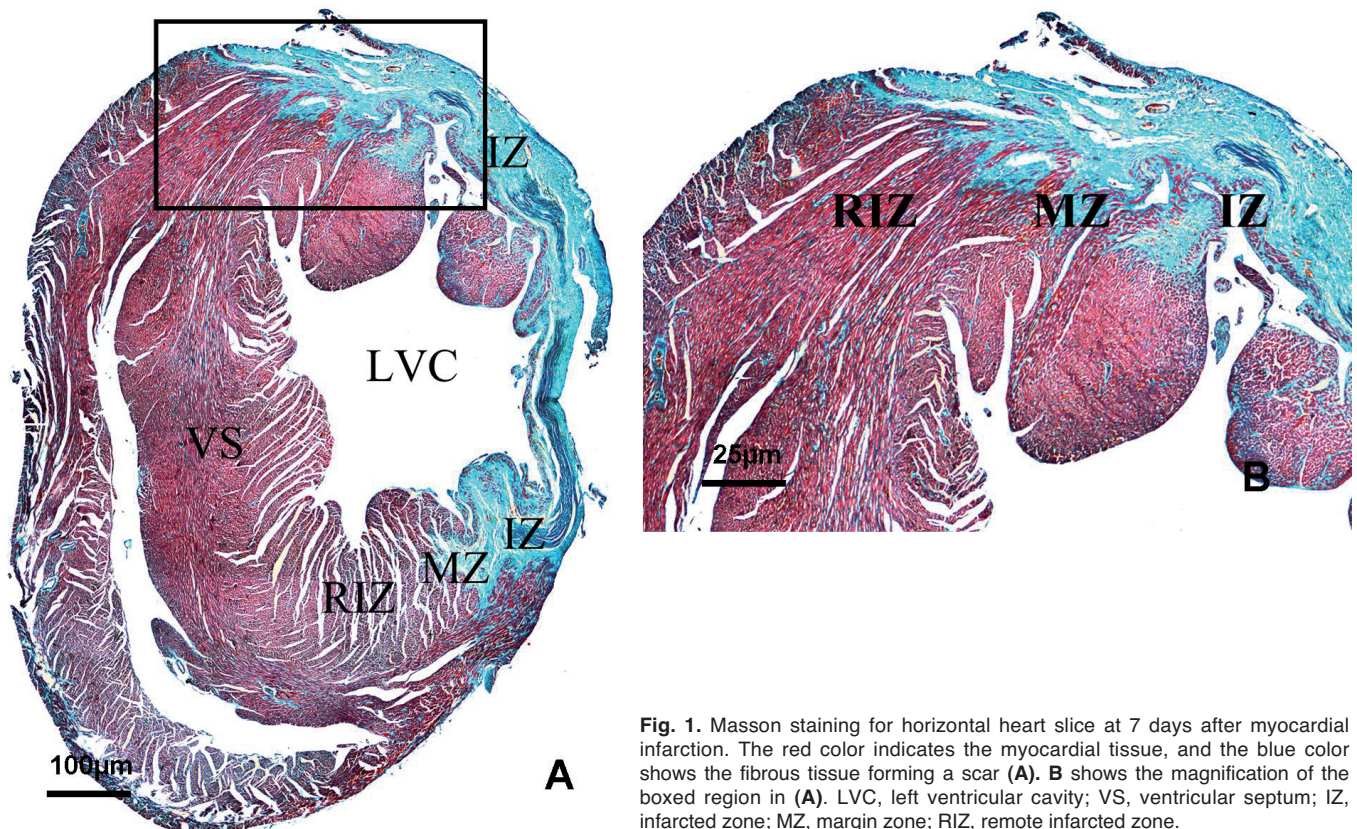 IZ
LVC
VS
IZ
MZ
RIZ
100µm
A
RIZ MZ IZ
25µm
B
Fig. 1. Masson staining for horizontal heart slice at 7 days after myocardial
infarction. The red color indicates the myocardial tissue, and the blue color
shows the fibrous tissue forming a scar (A). B shows the magnification of the
boxed region in (A). LVC, left ventricular cavity; VS, ventricular septum; IZ,
infarcted zone; MZ, margin zone; RIZ, remote infarcted zone.